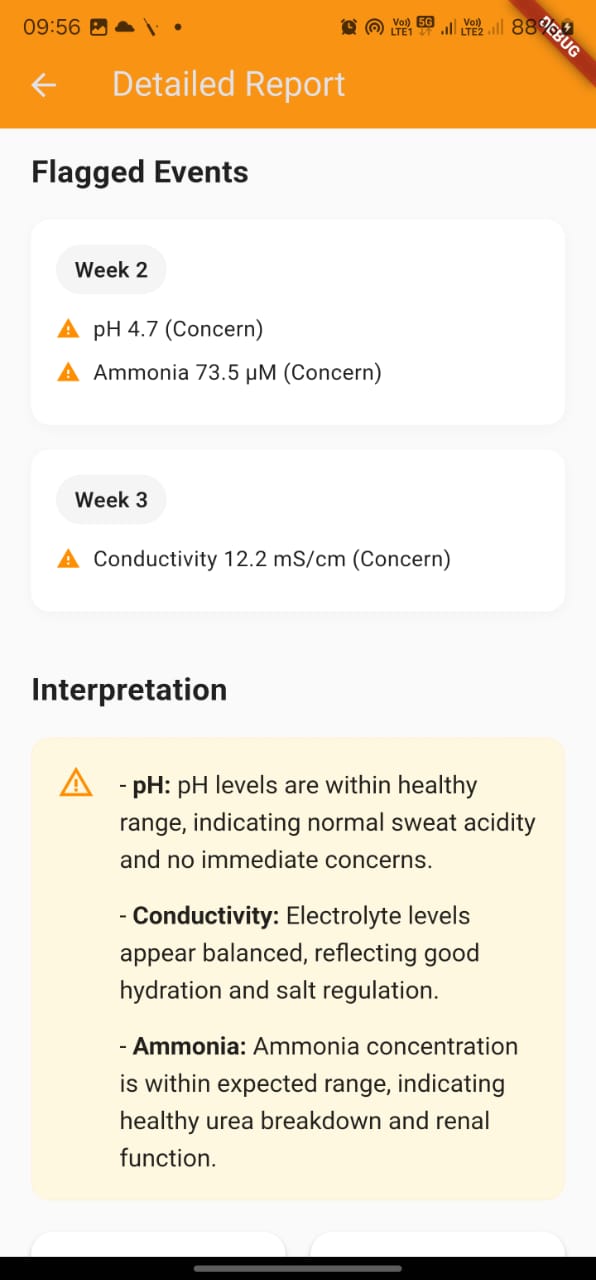 09:56
Vo) 5G Vo)
LTE1 LTE2 88%
DEBUG
Detailed Report
Flagged Events
Week 2
pH 4.7 (Concern)
Ammonia 73.5 µM (Concern)
Week 3
Conductivity 12.2 mS/cm (Concern)
Interpretation
- pH: pH levels are within healthy
range, indicating normal sweat acidity
and no immediate concerns.
- Conductivity: Electrolyte levels
appear balanced, reflecting good
hydration and salt regulation.
- Ammonia: Ammonia concentration
is within expected range, indicating
healthy urea breakdown and renal
function.